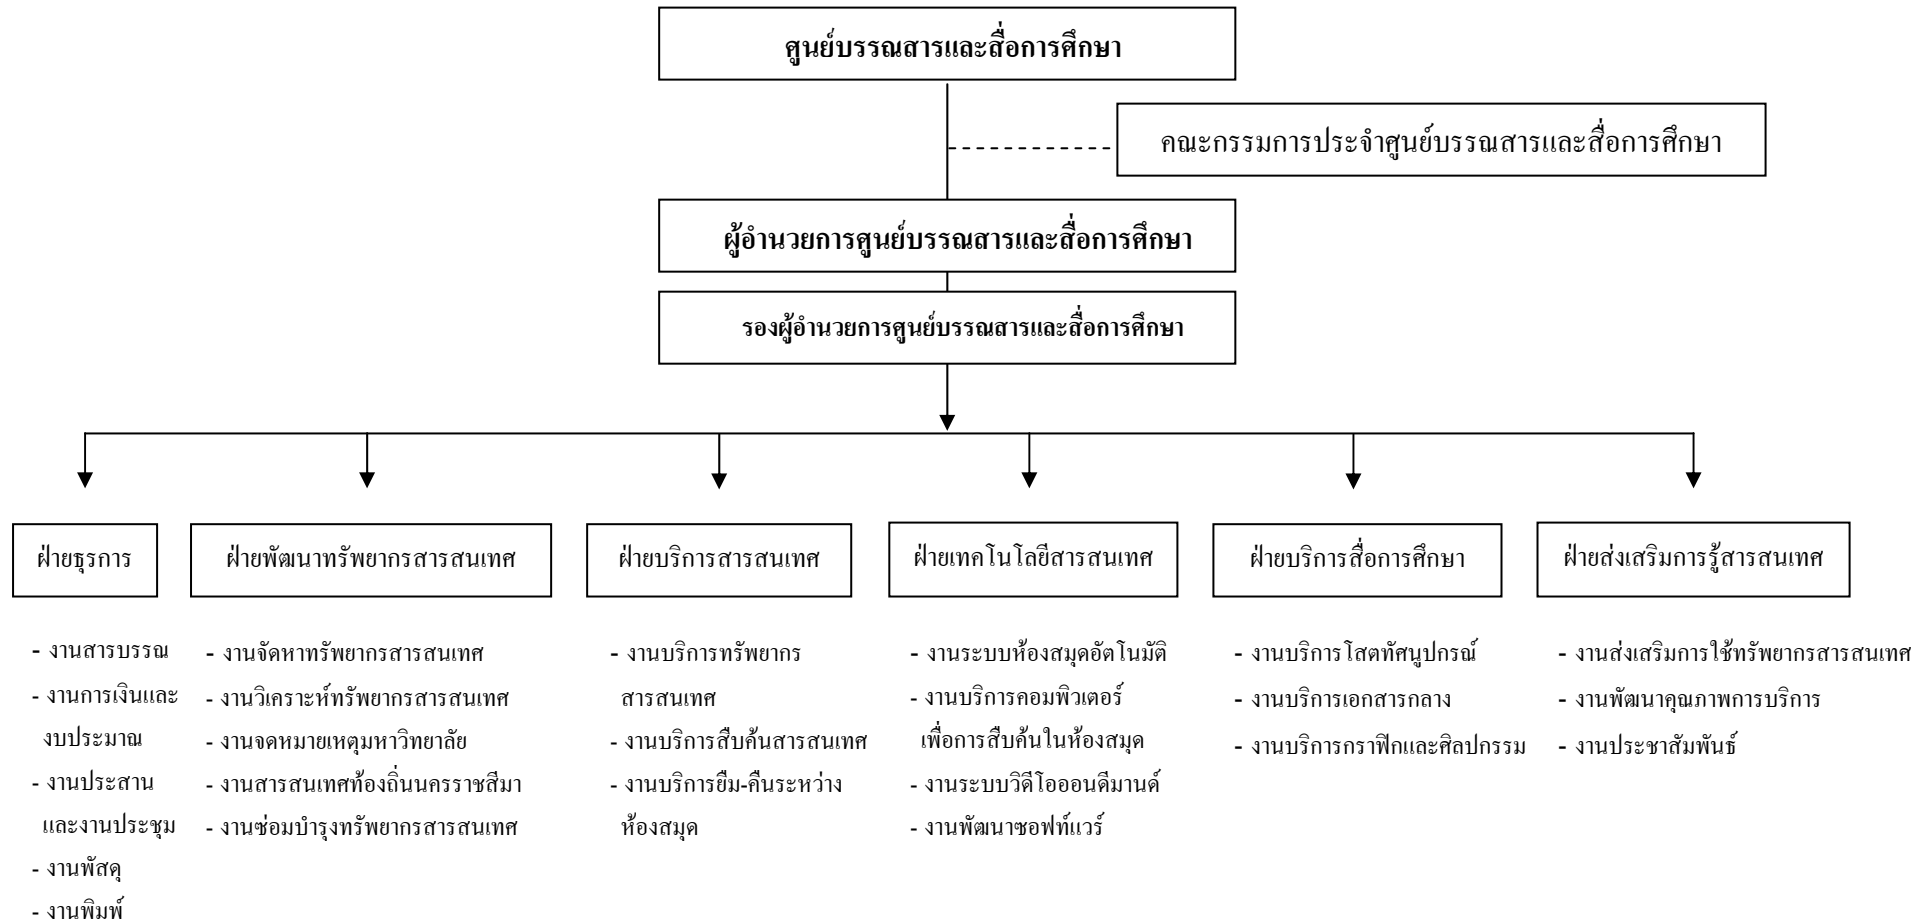 ศูนย์บรรณสารและสื่อการศึกษา
คณะกรรมการประจำศูนย์บรรณสารและสื่อการศึกษา
ผู้อำนวยการศูนย์บรรณสารและสื่อการศึกษา
รองผู้อำนวยการศูนย์บรรณสารและสื่อการศึกษา
ฝ่ายธุรการ
- งานสารบรรณ
- งานการเงินและ
งบประมาณ
- งานประสาน
และงานประชุม
- งานพัสดุ
- งานพิมพ์
ฝ่ายพัฒนาทรัพยากรสารสนเทศ
- งานจัดหาทรัพยากรสารสนเทศ
- งานวิเคราะห์ทรัพยากรสารสนเทศ
- งานจดหมายเหตุมหาวิทยาลัย
- งานสารสนเทศท้องถิ่นนครราชสีมา
- งานซ่อมบำรุงทรัพยากรสารสนเทศ
ฝ่ายบริการสารสนเทศ
- งานบริการทรัพยากร
สารสนเทศ
- งานบริการสืบค้นสารสนเทศ
- งานบริการยืม-คืนระหว่าง
ห้องสมุด
ฝ่ายเทคโนโลยีสารสนเทศ
- งานระบบห้องสมุดอัตโนมัติ
- งานบริการคอมพิวเตอร์
เพื่อการสืบค้นในห้องสมุด
- งานระบบวิดีโอออนดีมานด์
- งานพัฒนาซอฟท์แวร์
ฝ่ายบริการสื่อการศึกษา
- งานบริการโสตทัศนูปกรณ์
- งานบริการเอกสารกลาง
- งานบริการกราฟิกและศิลปกรรม
ฝ่ายส่งเสริมการรู้สารสนเทศ
- งานส่งเสริมการใช้ทรัพยากรสารสนเทศ
- งานพัฒนาคุณภาพการบริการ
- งานประชาสัมพันธ์